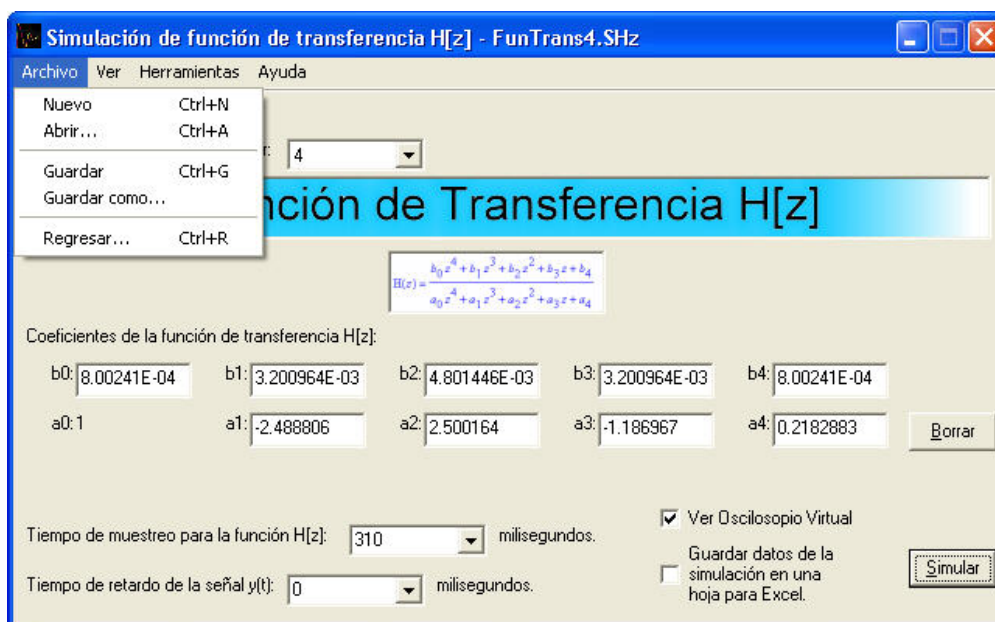 Simulación de función de transferencia H[z] - FunTrans4.SHz
Archivo Ver Herramientas Ayuda
Nuevo Ctrl+N
Abrir... Ctrl+A
Guardar Ctrl+G
Guardar como...
Regresar... Ctrl+R
r: 4
nción de Transferencia H[z]
H(z) = b0z^4+b1z^3+b2z^2+b3z+b4
a0z^4+a1z^3+a2z^2+a3z+a4
Coeficientes de la función de transferencia H[z]:
b0: 8.00241E-04 b1: 3.200964E-03 b2: 4.801446E-03 b3: 3.200964E-03 b4: 8.00241E-04
a0:1 a1: -2.488806 a2: 2.500164 a3: -1.186967 a4: 0.2182883 Borrar
Tiempo de muestreo para la función H[z]: 310 milisegundos.
Ver Oscilosopio Virtual
Tiempo de retardo de la señal y(t): 0 milisegundos.
Guardar datos de la
simulación en una
hoja para Excel.
Simular